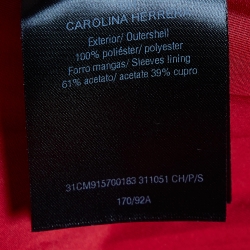 CAROLINA HERRERA
Exterior/ Outershell
100% poliéster/ polyester
Forro mangas/ Sleeves lining
61% acetato/ acetate 39% cupro
31CM915700183 311051 CH/P/S
170/92A